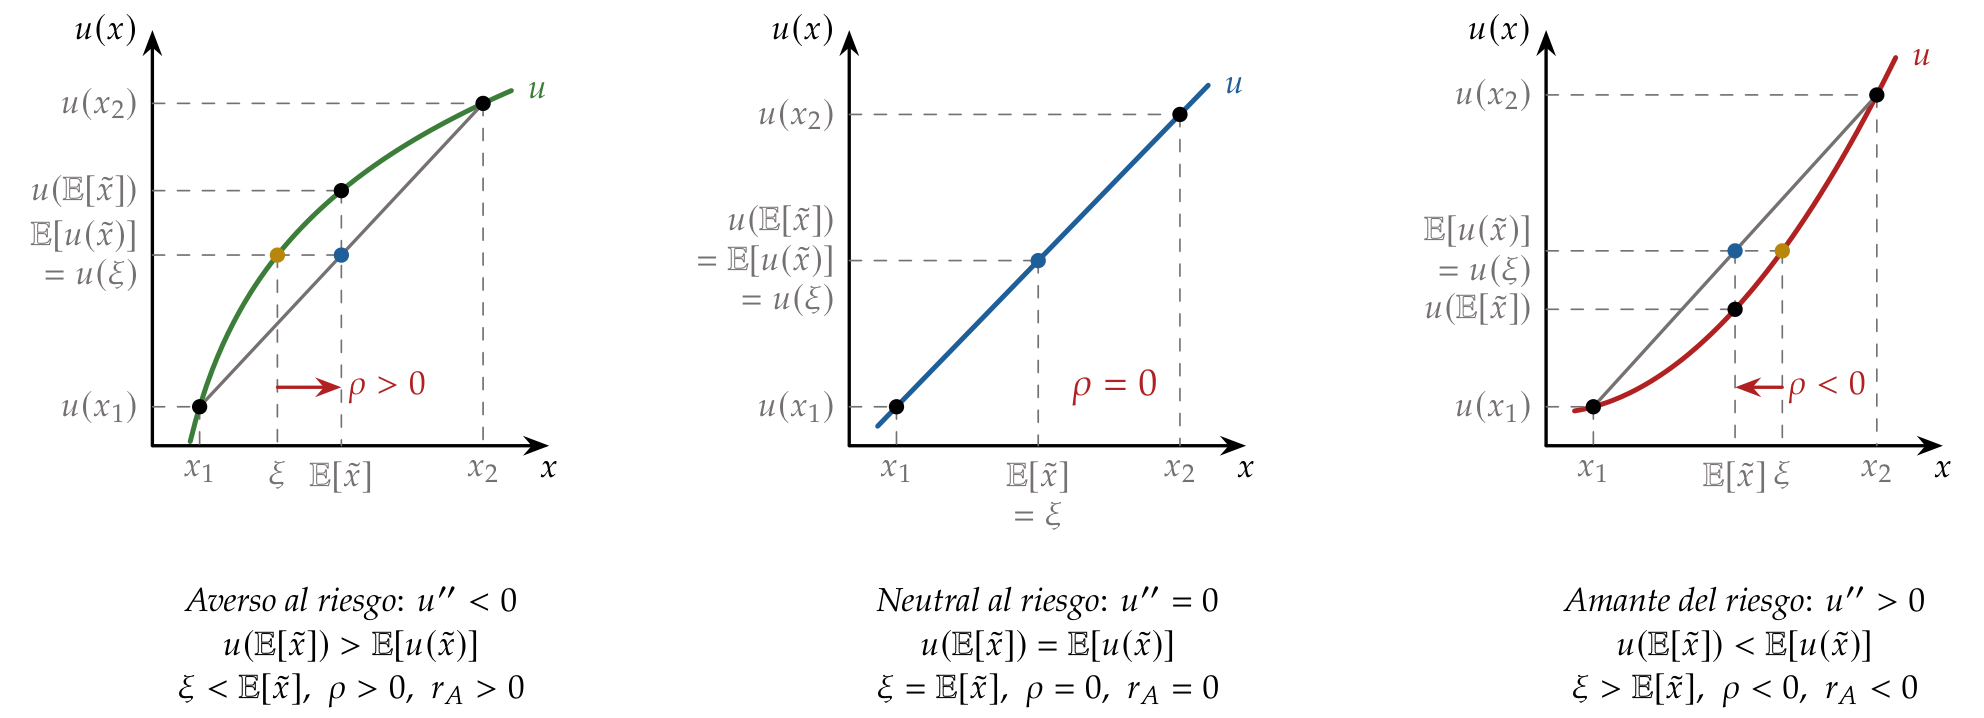 u(x)
u
u(x₂)
u(𝔼[x̃])
𝔼[u(x̃)]
= u(ξ)
ρ > 0
u(x₁)
x₁ ξ 𝔼[x̃] x₂ x
Averso al riesgo: u′′ < 0
u(𝔼[x̃]) > 𝔼[u(x̃)]
ξ < 𝔼[x̃], ρ > 0, r_A > 0
u(x)
u
u(x₂)
u(𝔼[x̃])
= 𝔼[u(x̃)]
= u(ξ)
ρ = 0
u(x₁)
x₁ 𝔼[x̃] x₂ x
= ξ
Neutral al riesgo: u′′ = 0
u(𝔼[x̃]) = 𝔼[u(x̃)]
ξ = 𝔼[x̃], ρ = 0, r_A = 0
u(x)
u
u(x₂)
𝔼[u(x̃)]
= u(ξ)
u(𝔼[x̃])
ρ < 0
u(x₁)
x₁ 𝔼[x̃] ξ x₂ x
Amante del riesgo: u′′ > 0
u(𝔼[x̃]) < 𝔼[u(x̃)]
ξ > 𝔼[x̃], ρ < 0, r_A < 0